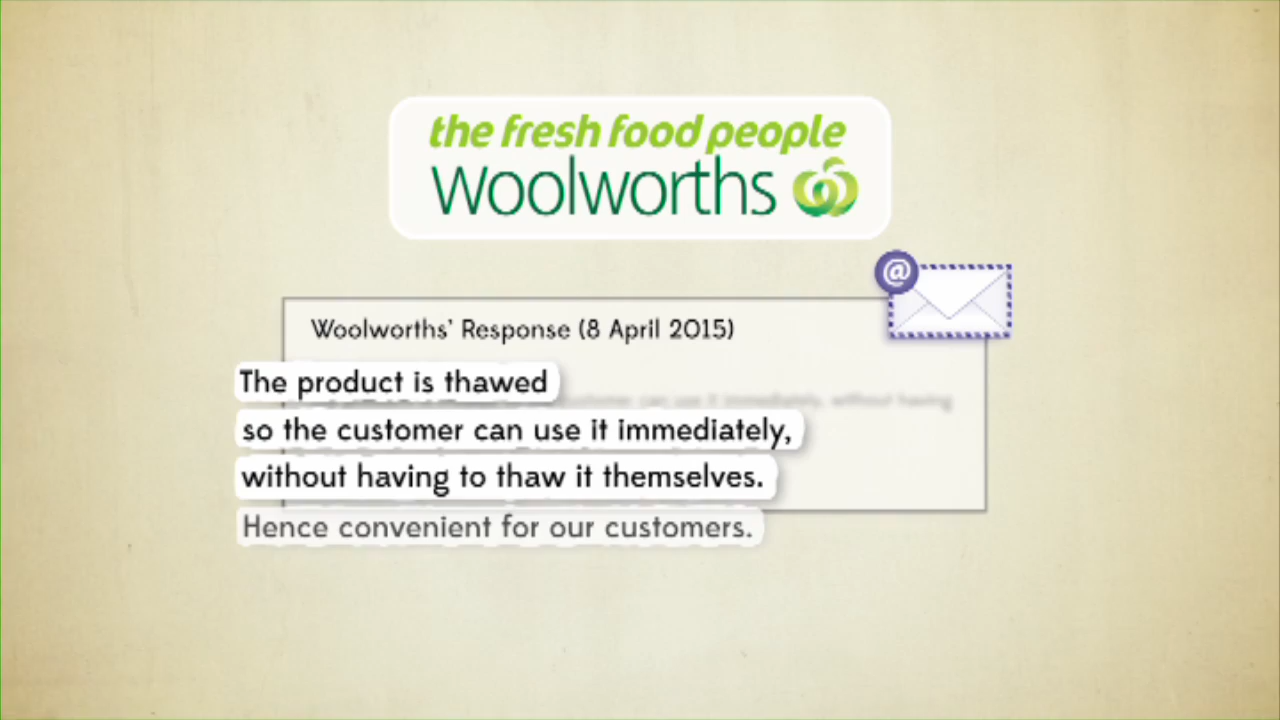 the fresh food people
Woolworths
@
Woolworths' Response (8 April 2015)
The product is thawed
so the customer can use it immediately,
without having to thaw it themselves.
Hence convenient for our customers.